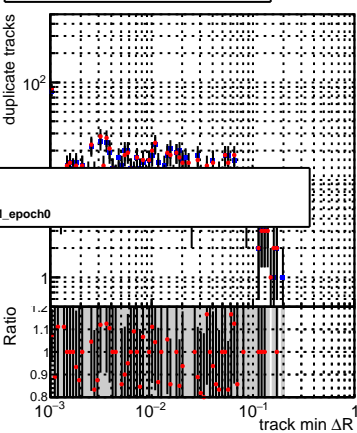 duplicate tracks
10²
l_epoch0
1
Ratio
1.2
1.1
1
0.9
0.8
10⁻³
10⁻²
10⁻¹
1
track min ΔR